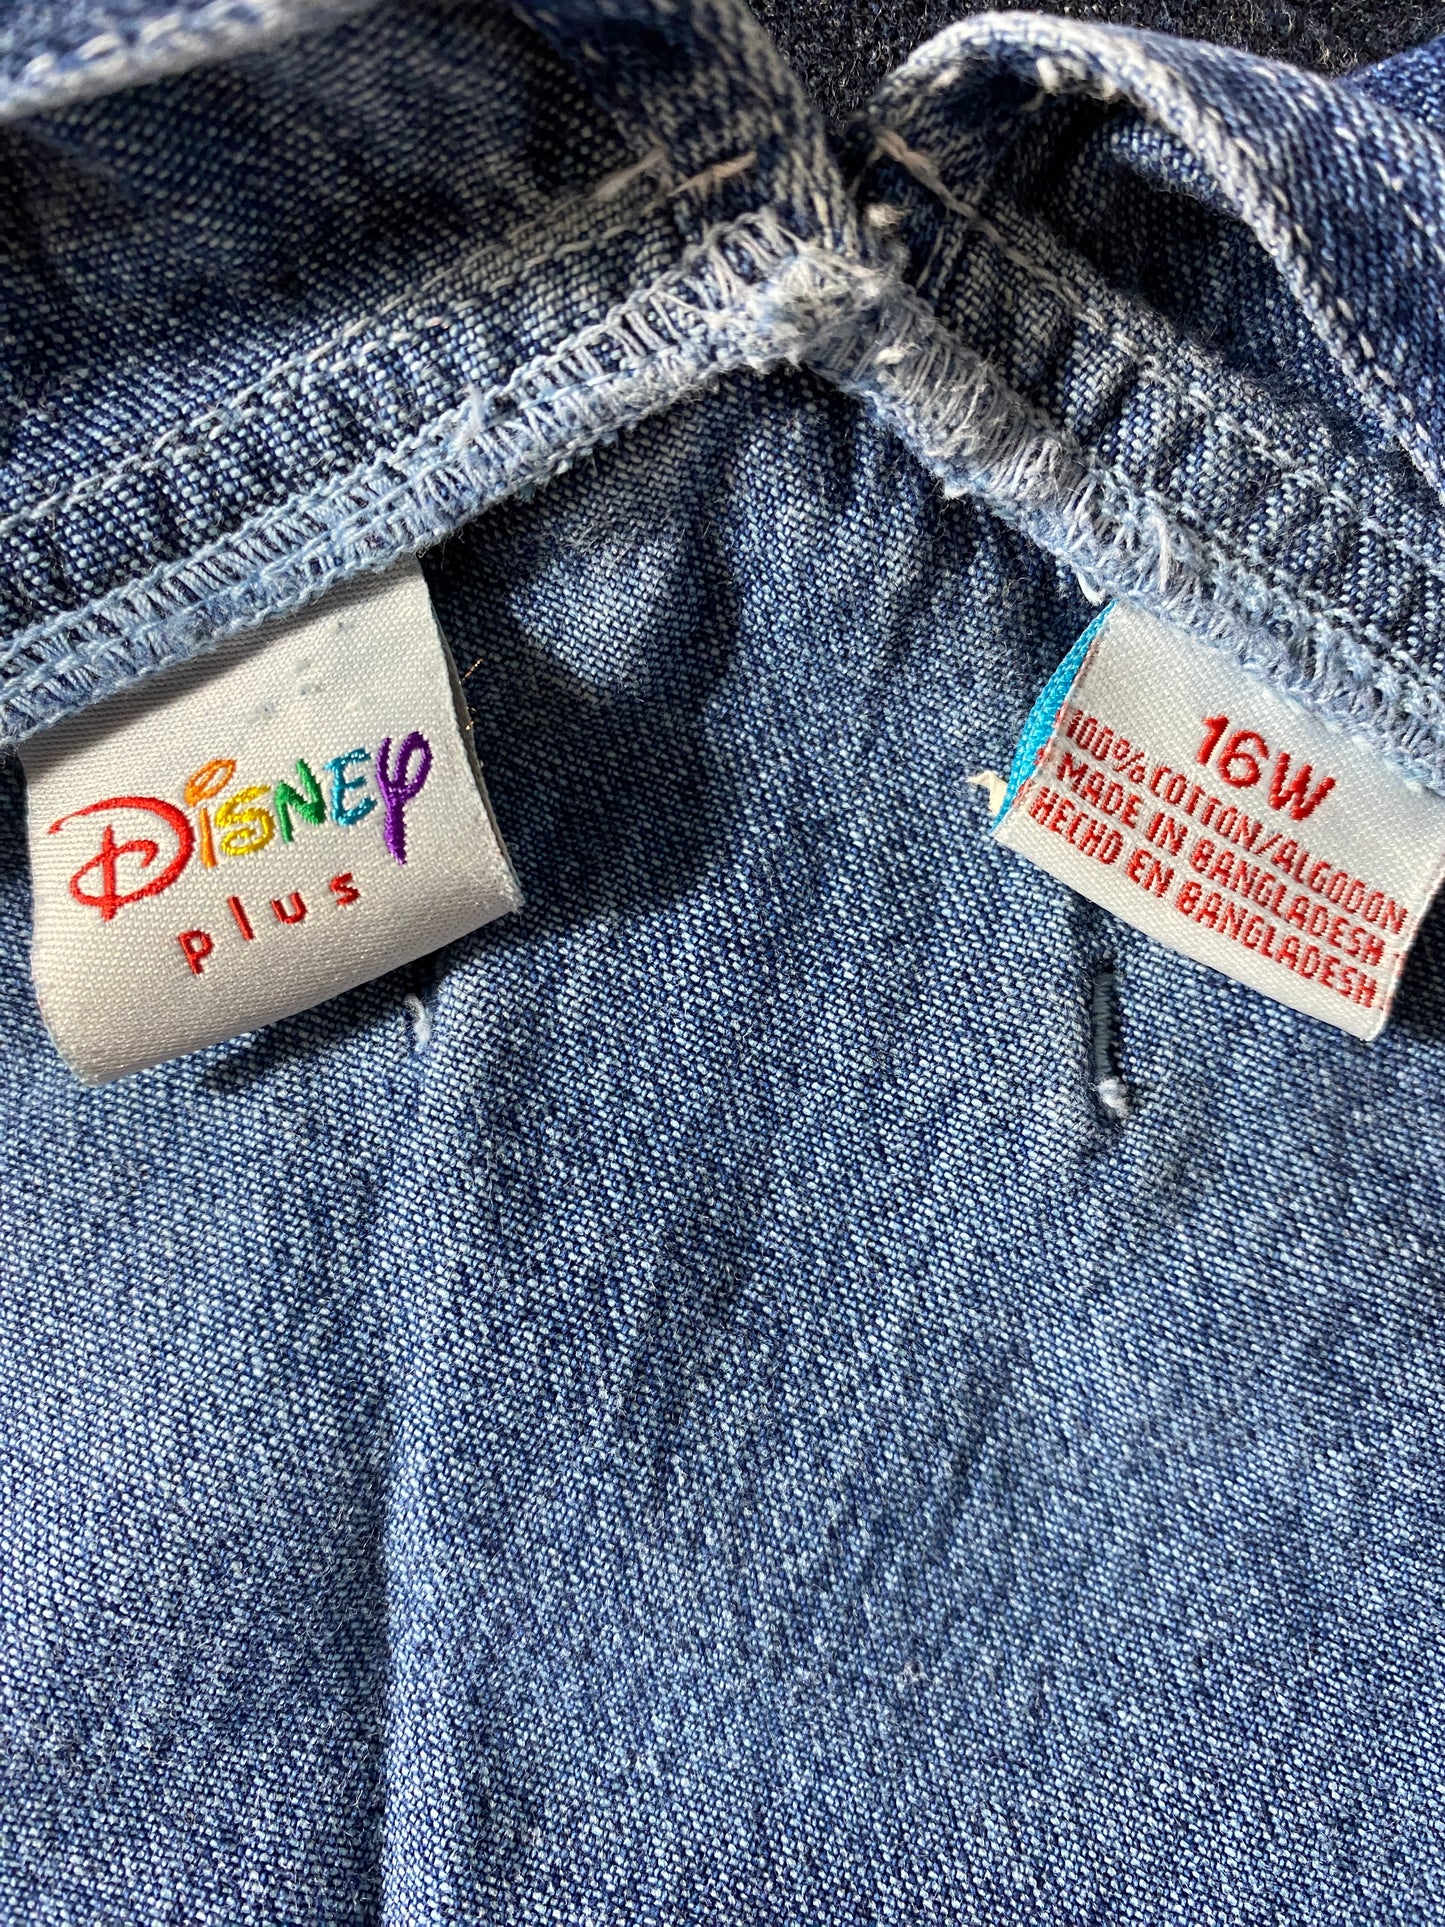 DiSNEY
plus
16W
100% COTTON/ALGODON
MADE IN BANGLADESH
HECHO EN BANGLADESH